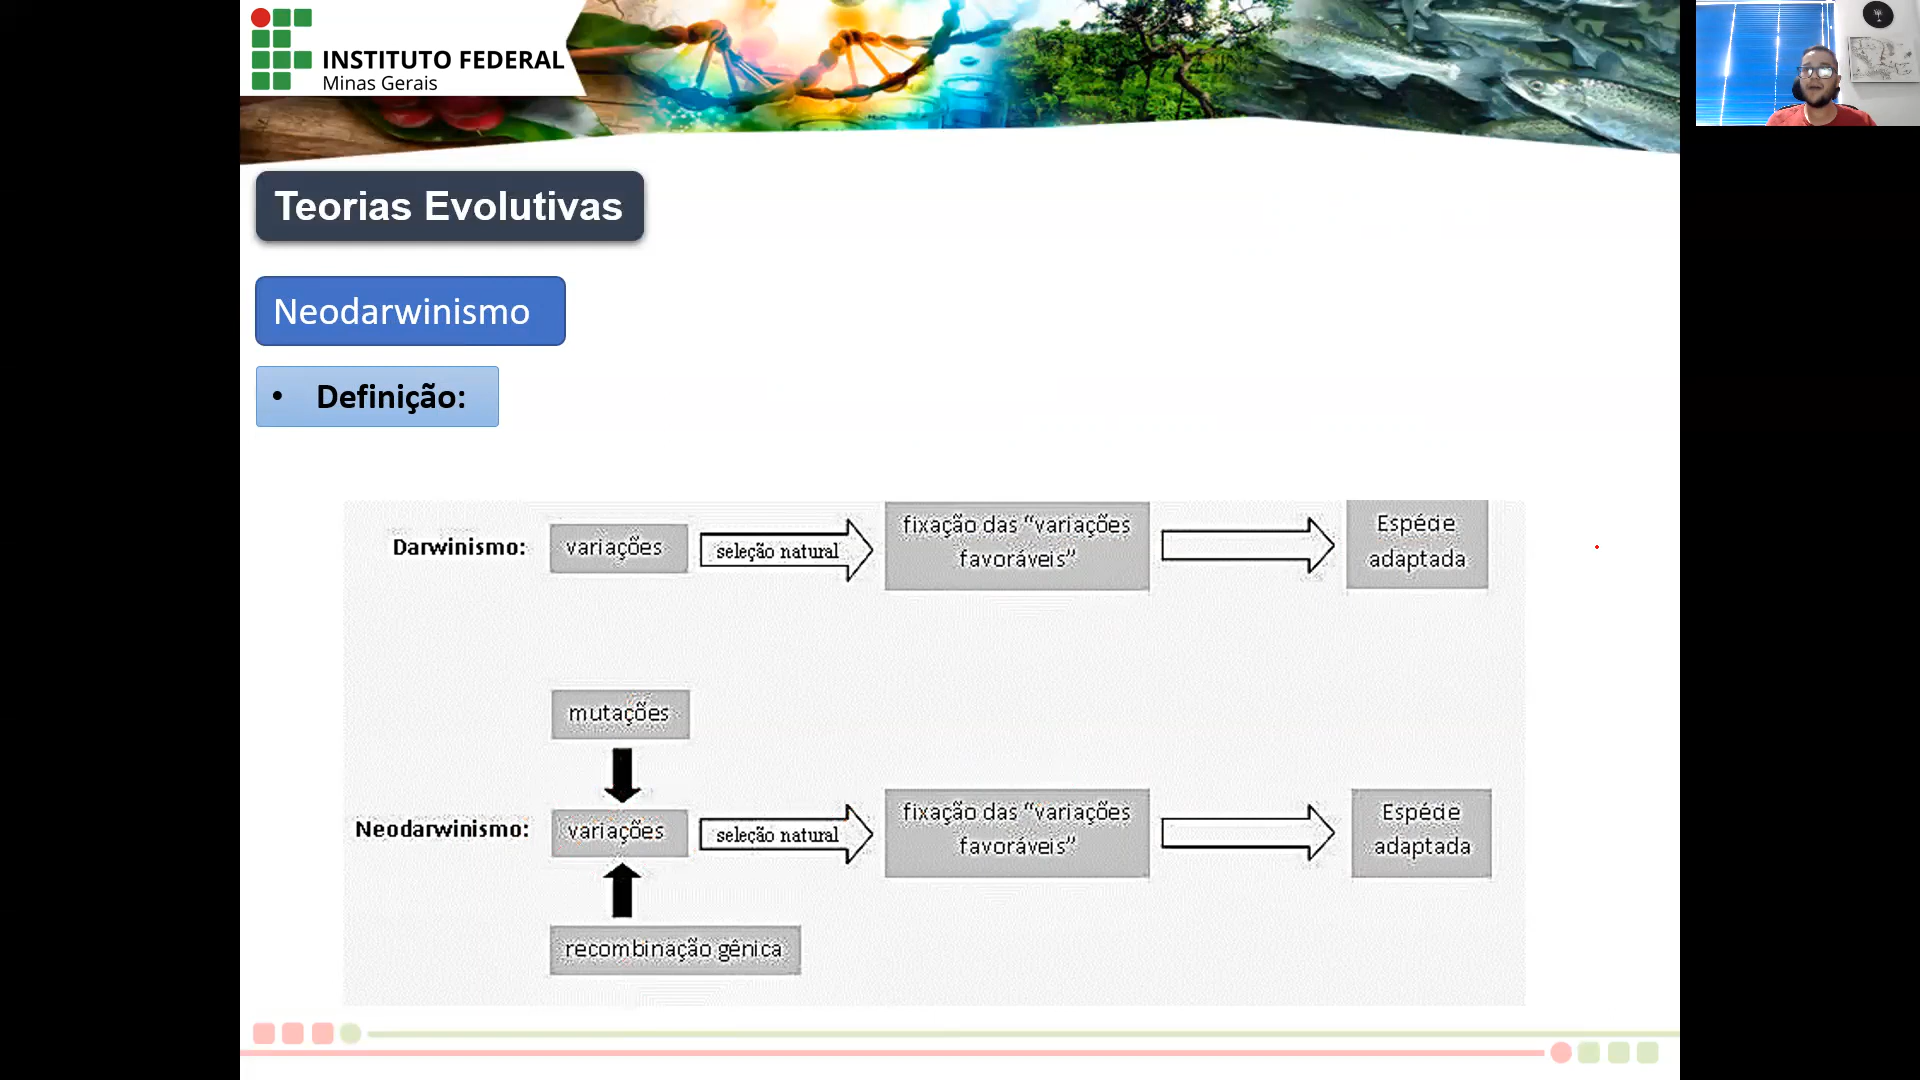 INSTITUTO FEDERAL
Minas Gerais
Teorias Evolutivas
Neodarwinismo
• Definição:
Darwinismo:
variações
seleção natural
fixação das “variações
favoráveis”
Espécie
adaptada
mutações
Neodarwinismo:
variações
seleção natural
fixação das “variações
favoráveis”
Espécie
adaptada
recombinação gênica